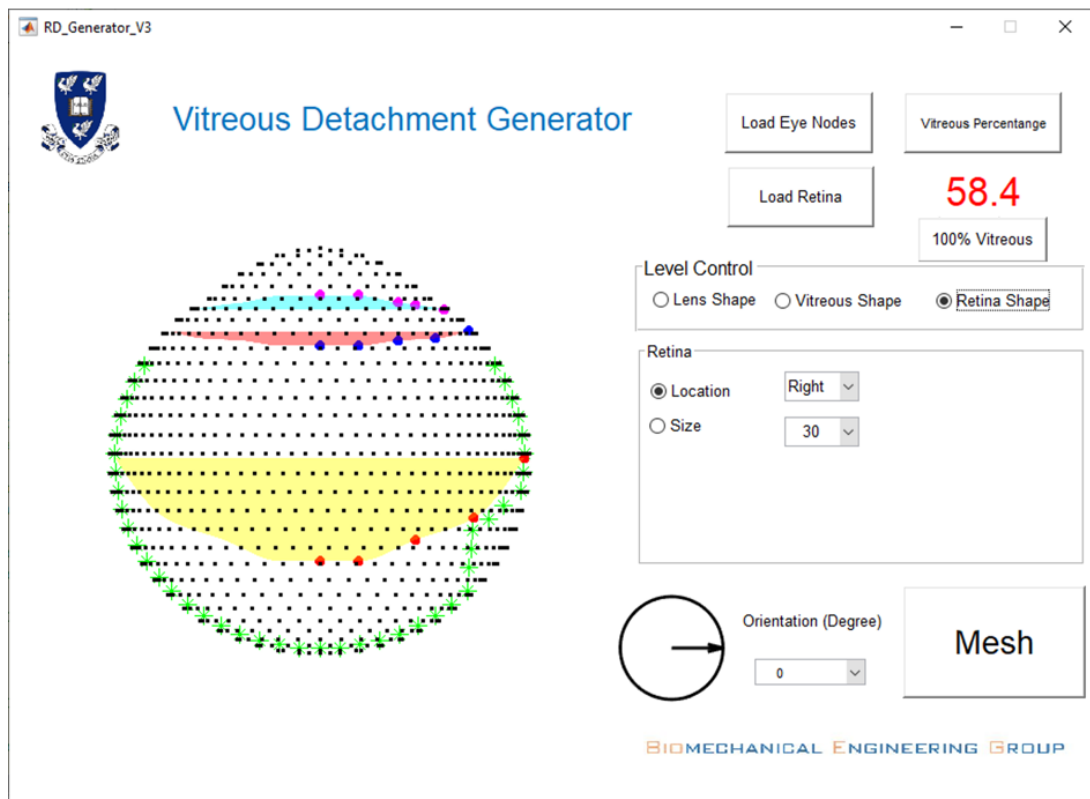 RD_Generator_V3
Vitreous Detachment Generator
Load Eye Nodes
Vitreous Percentange
Load Retina
58.4
100% Vitreous
Level Control
Lens Shape
Vitreous Shape
Retina Shape
Retina
Location
Right
Size
30
Orientation (Degree)
0
Mesh
BIOMECHANICAL ENGINEERING GROUP